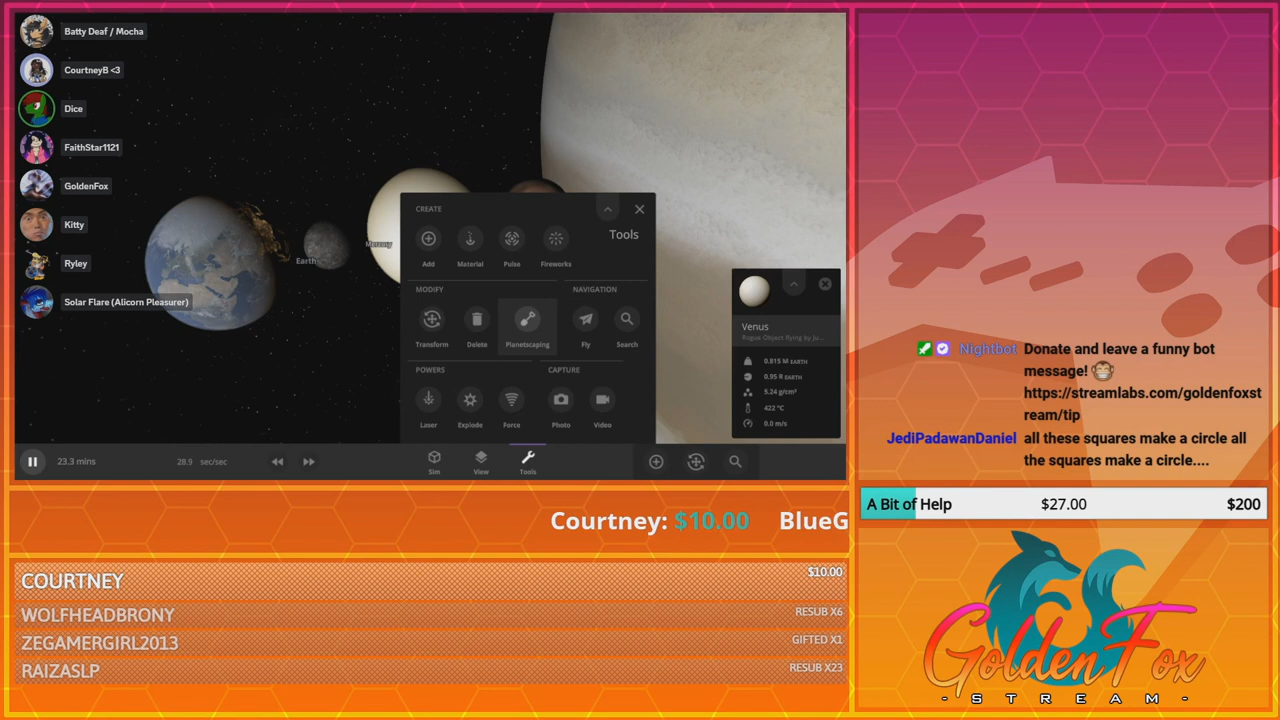 Batty Deaf / Mocha
CourtneyB <3
Dice
FaithStar1121
GoldenFox
Kitty
Ryley
Solar Flare (Alicorn Pleasurer)
Earth
Mercury
CREATE
Tools
Add
Material
Pulse
Fireworks
MODIFY
NAVIGATION
Transform
Delete
Planetscaping
Fly
Search
POWERS
CAPTURE
Laser
Explode
Force
Photo
Video
Venus
Rogue Object flying by Ju...
0.815 M EARTH
0.95 R EARTH
5.24 g/cm³
422 °C
0.0 m/s
23.3 mins
28.9 sec/sec
Sim
View
Tools
Nightbot Donate and leave a funny bot
message!
https://streamlabs.com/goldenfoxst
ream/tip
JediPadawanDaniel all these squares make a circle all
the squares make a circle....
A Bit of Help $27.00 $200
Courtney: $10.00 BlueG
COURTNEY $10.00
WOLFHEADBRONY RESUB X6
ZEGAMERGIRL2013 GIFTED X1
RAIZASLP RESUB X23
GoldenFox
- S T R E A M -